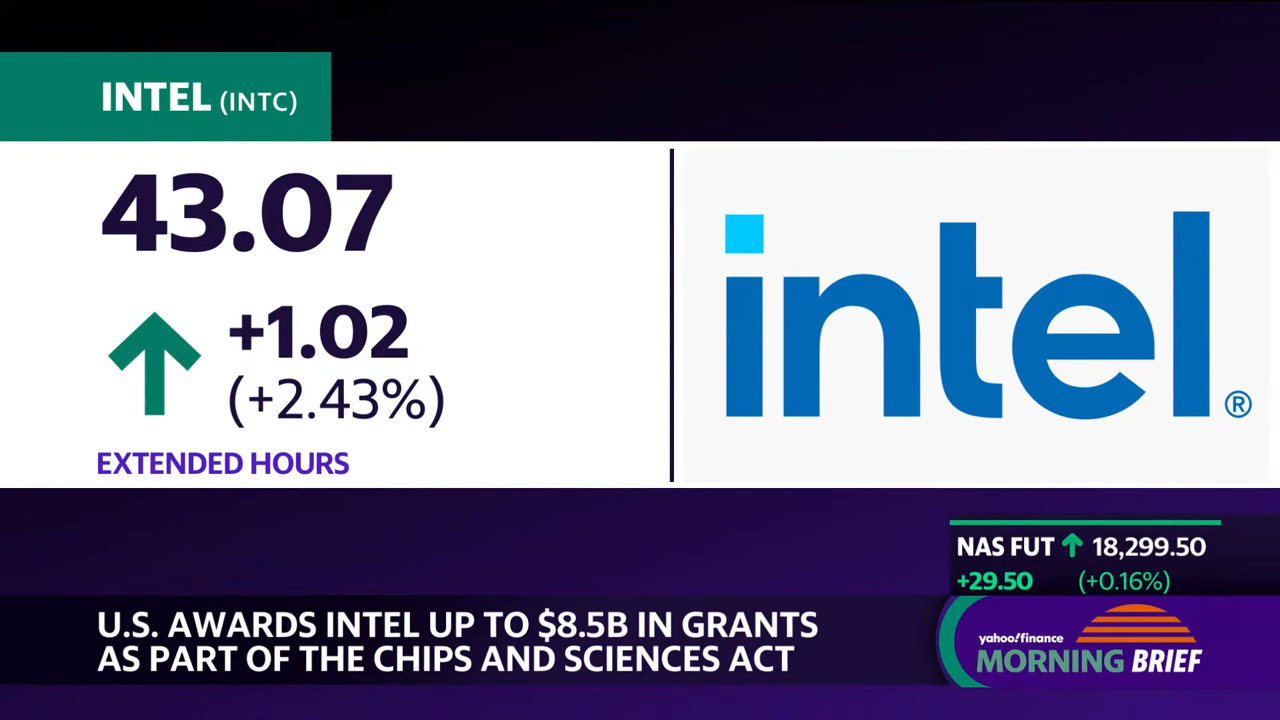 INTEL (INTC)
43.07
+1.02
(+2.43%)
EXTENDED HOURS
intel®
NAS FUT 18,299.50
+29.50 (+0.16%)
U.S. AWARDS INTEL UP TO $8.5B IN GRANTS
AS PART OF THE CHIPS AND SCIENCES ACT
yahoo!finance
MORNING BRIEF